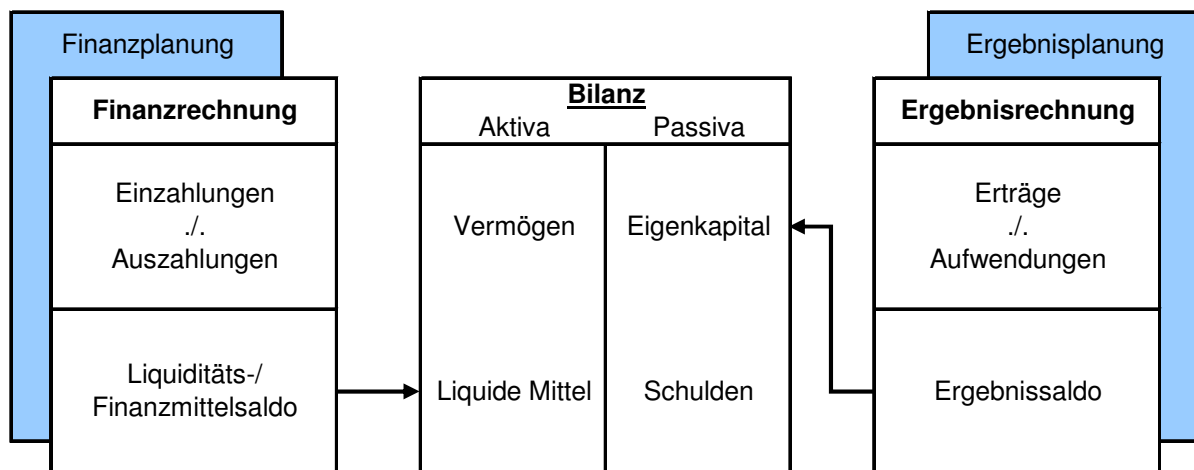 Finanzplanung
Finanzrechnung
Einzahlungen
./.
Auszahlungen
Liquiditäts-/
Finanzmittelsaldo
Bilanz
Aktiva Passiva
Vermögen Eigenkapital
Liquide Mittel Schulden
Ergebnisplanung
Ergebnisrechnung
Erträge
./.
Aufwendungen
Ergebnissaldo